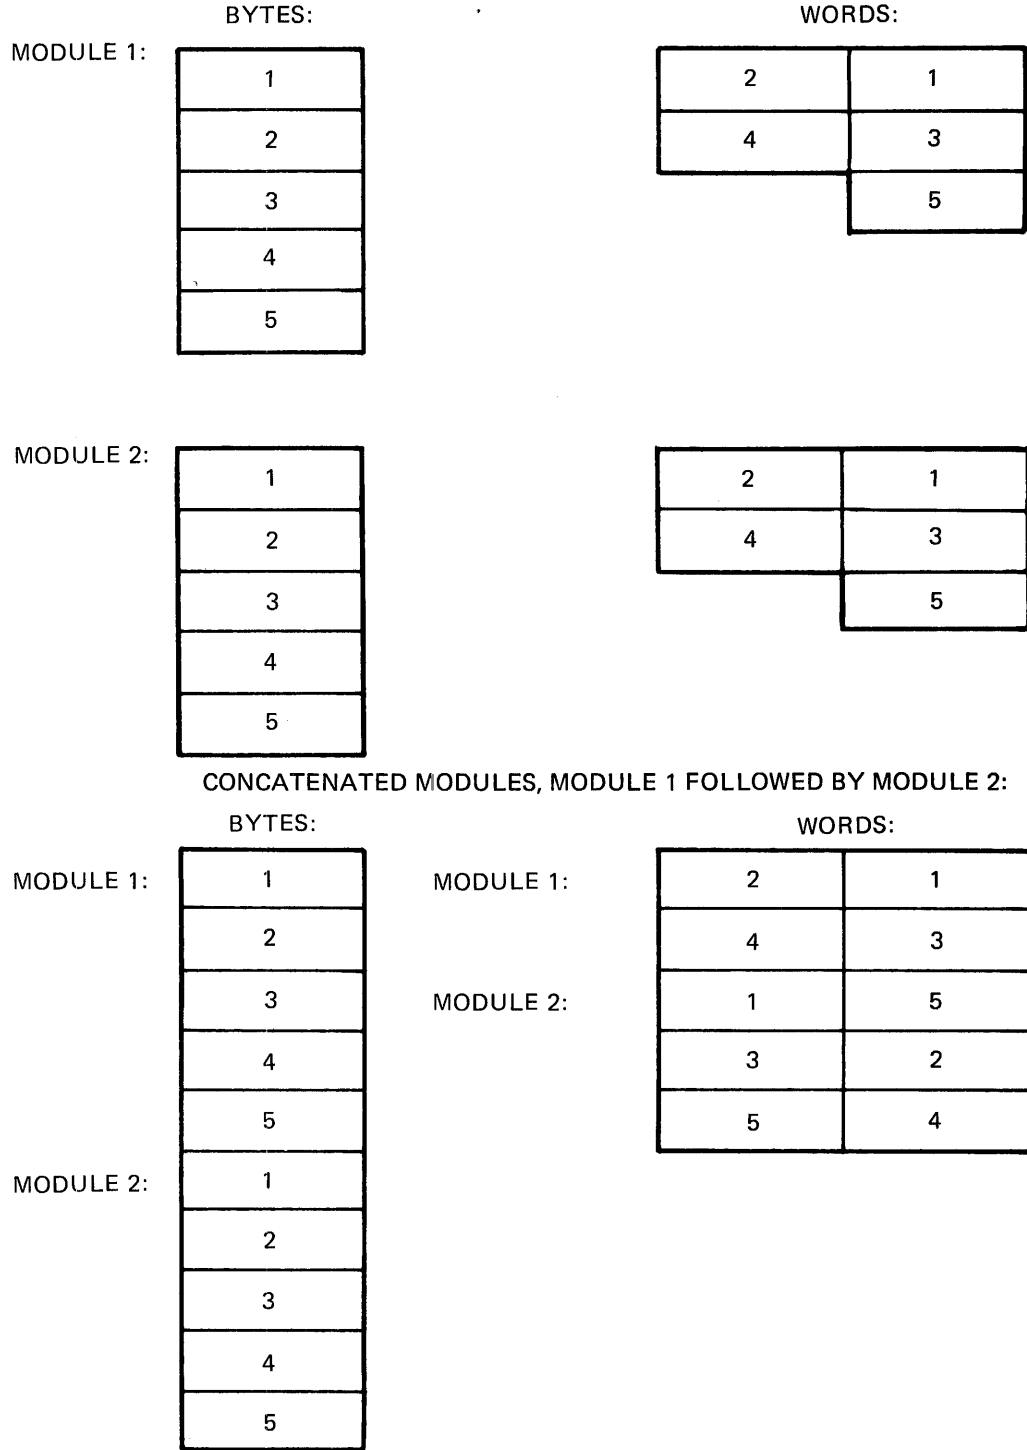 BYTES: WORDS:
MODULE 1:
1 2 1
2 4 3
3 5
4
5
MODULE 2:
1 2 1
2 4 3
3 5
4
5
CONCATENATED MODULES, MODULE 1 FOLLOWED BY MODULE 2:
BYTES: WORDS:
MODULE 1: 1 MODULE 1: 2 1
2 4 3
3 MODULE 2: 1 5
4 3 2
5 5 4
MODULE 2: 1
2
3
4
5